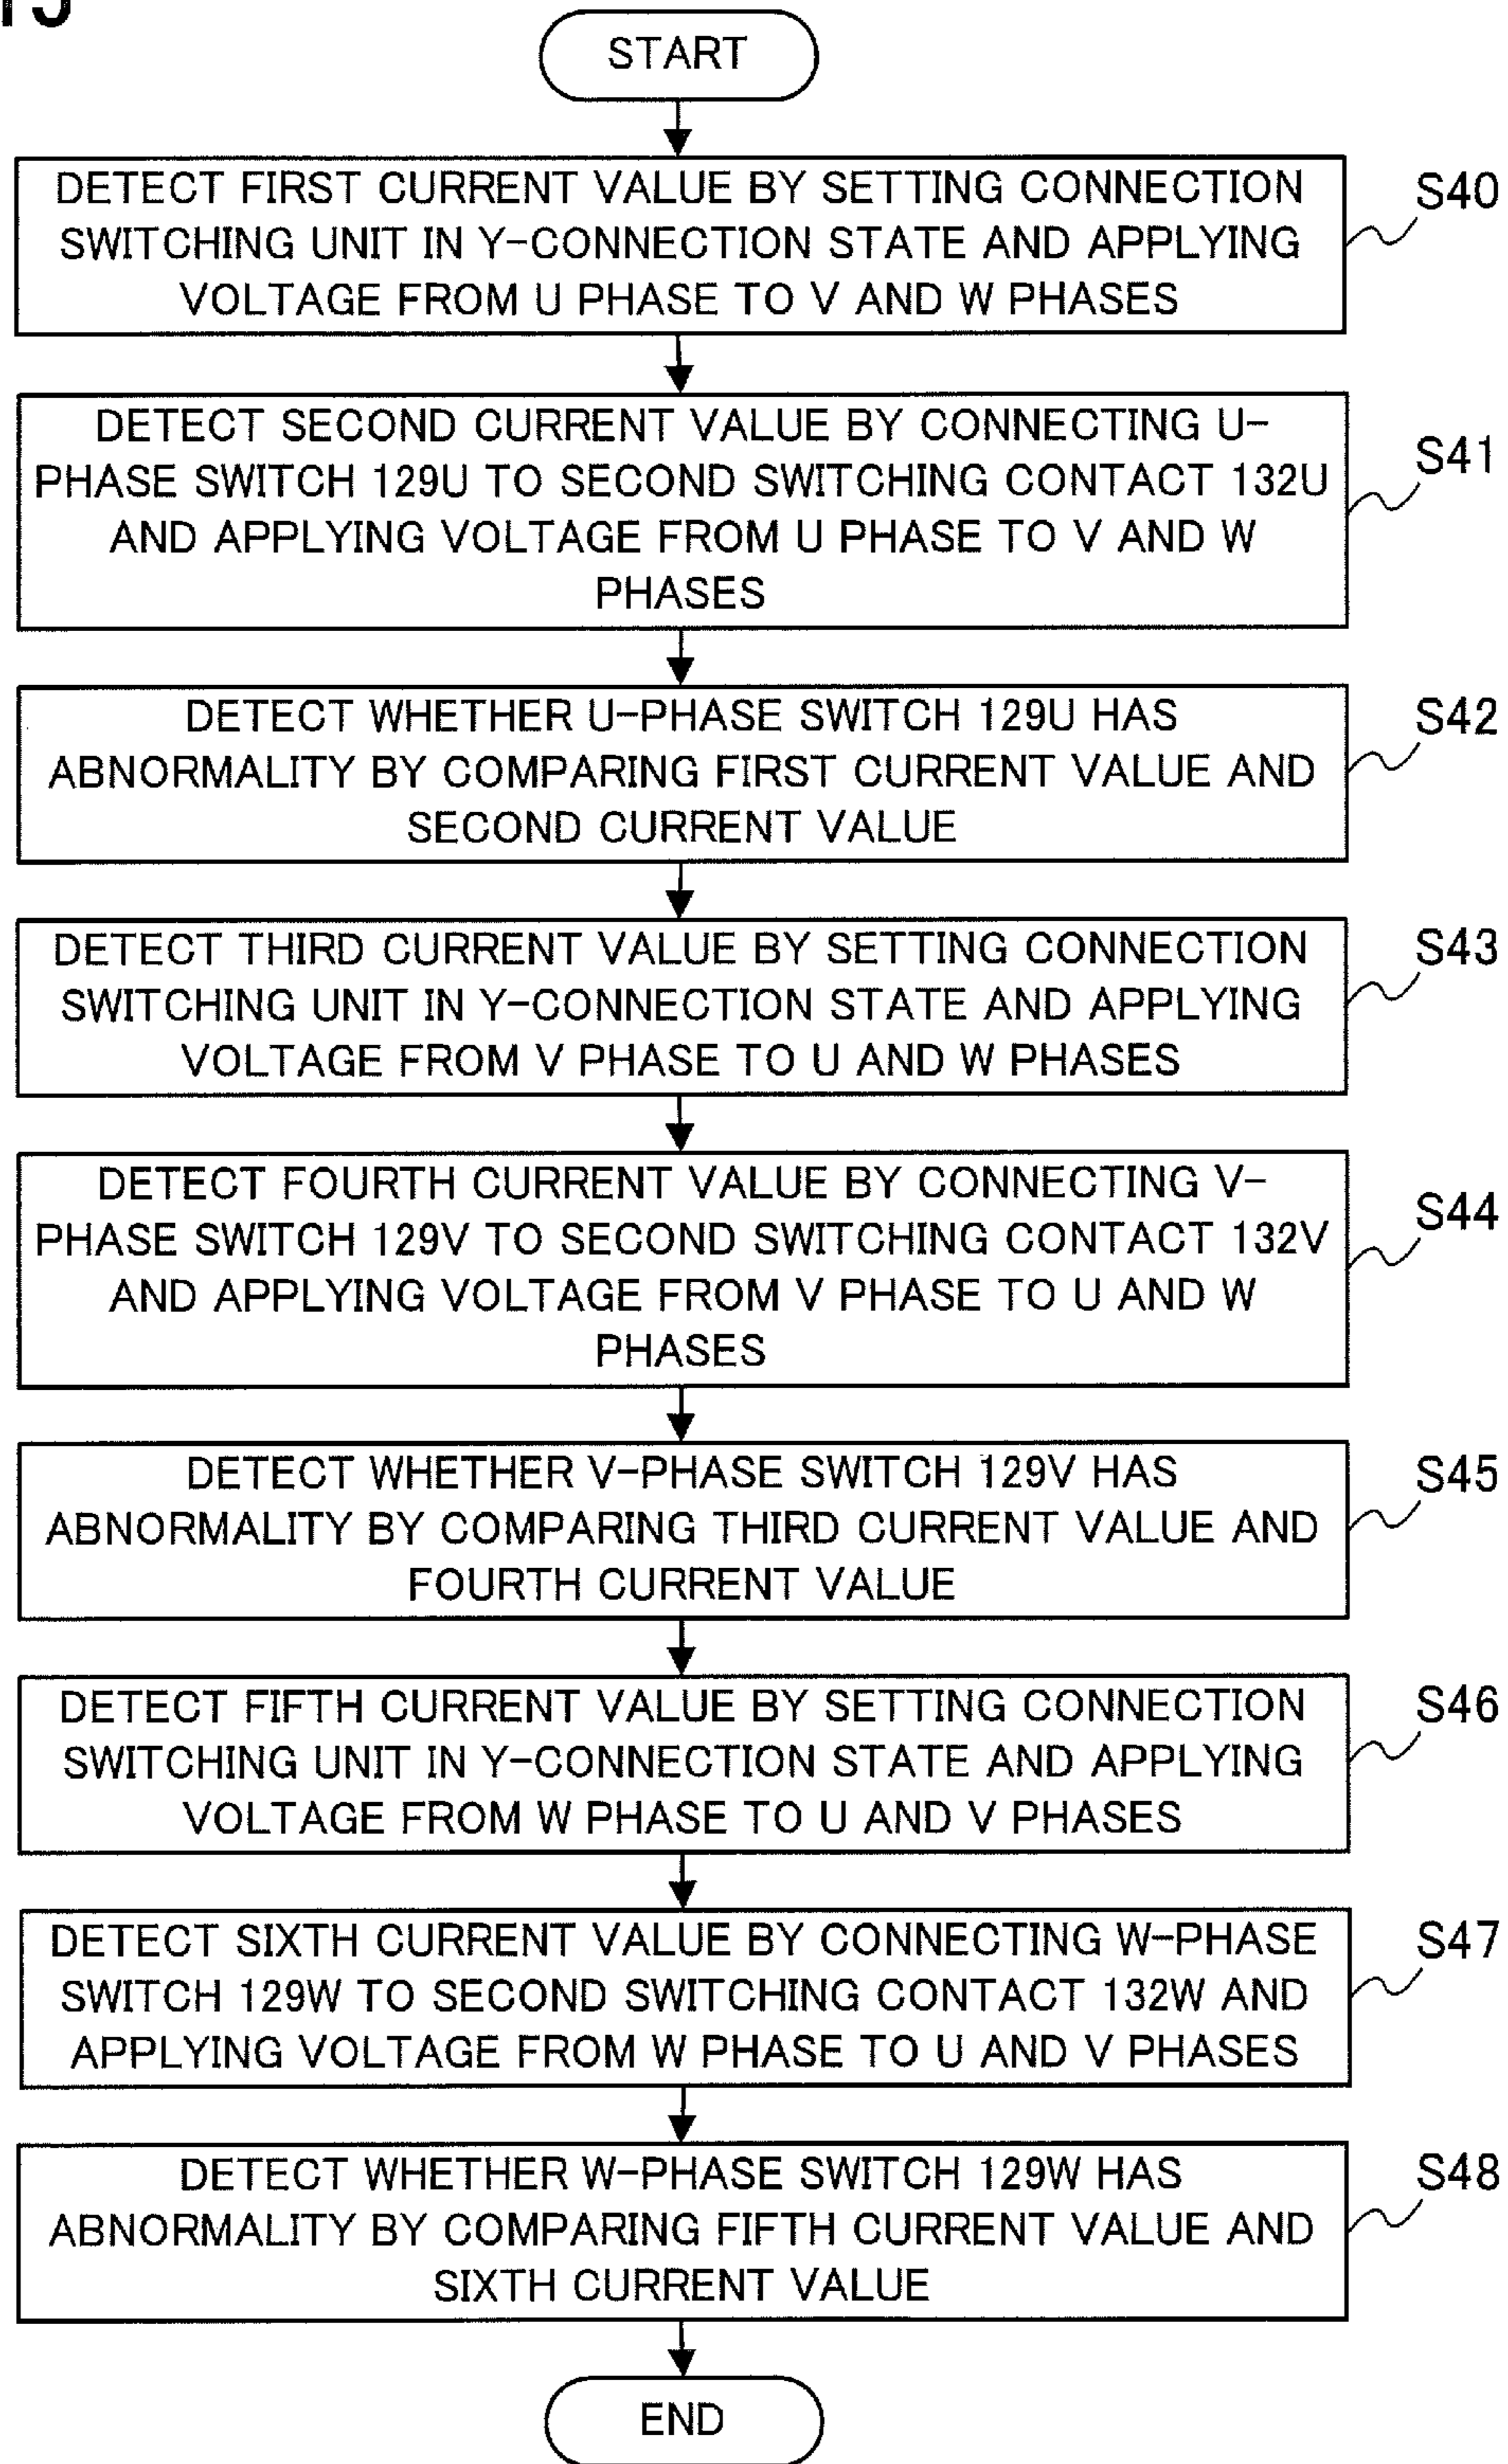 START
DETECT FIRST CURRENT VALUE BY SETTING CONNECTION
SWITCHING UNIT IN Y-CONNECTION STATE AND APPLYING
VOLTAGE FROM U PHASE TO V AND W PHASES
S40
DETECT SECOND CURRENT VALUE BY CONNECTING U-
PHASE SWITCH 129U TO SECOND SWITCHING CONTACT 132U
AND APPLYING VOLTAGE FROM U PHASE TO V AND W
PHASES
S41
DETECT WHETHER U-PHASE SWITCH 129U HAS
ABNORMALITY BY COMPARING FIRST CURRENT VALUE AND
SECOND CURRENT VALUE
S42
DETECT THIRD CURRENT VALUE BY SETTING CONNECTION
SWITCHING UNIT IN Y-CONNECTION STATE AND APPLYING
VOLTAGE FROM V PHASE TO U AND W PHASES
S43
DETECT FOURTH CURRENT VALUE BY CONNECTING V-
PHASE SWITCH 129V TO SECOND SWITCHING CONTACT 132V
AND APPLYING VOLTAGE FROM V PHASE TO U AND W
PHASES
S44
DETECT WHETHER V-PHASE SWITCH 129V HAS
ABNORMALITY BY COMPARING THIRD CURRENT VALUE AND
FOURTH CURRENT VALUE
S45
DETECT FIFTH CURRENT VALUE BY SETTING CONNECTION
SWITCHING UNIT IN Y-CONNECTION STATE AND APPLYING
VOLTAGE FROM W PHASE TO U AND V PHASES
S46
DETECT SIXTH CURRENT VALUE BY CONNECTING W-PHASE
SWITCH 129W TO SECOND SWITCHING CONTACT 132W AND
APPLYING VOLTAGE FROM W PHASE TO U AND V PHASES
S47
DETECT WHETHER W-PHASE SWITCH 129W HAS
ABNORMALITY BY COMPARING FIFTH CURRENT VALUE AND
SIXTH CURRENT VALUE
S48
END